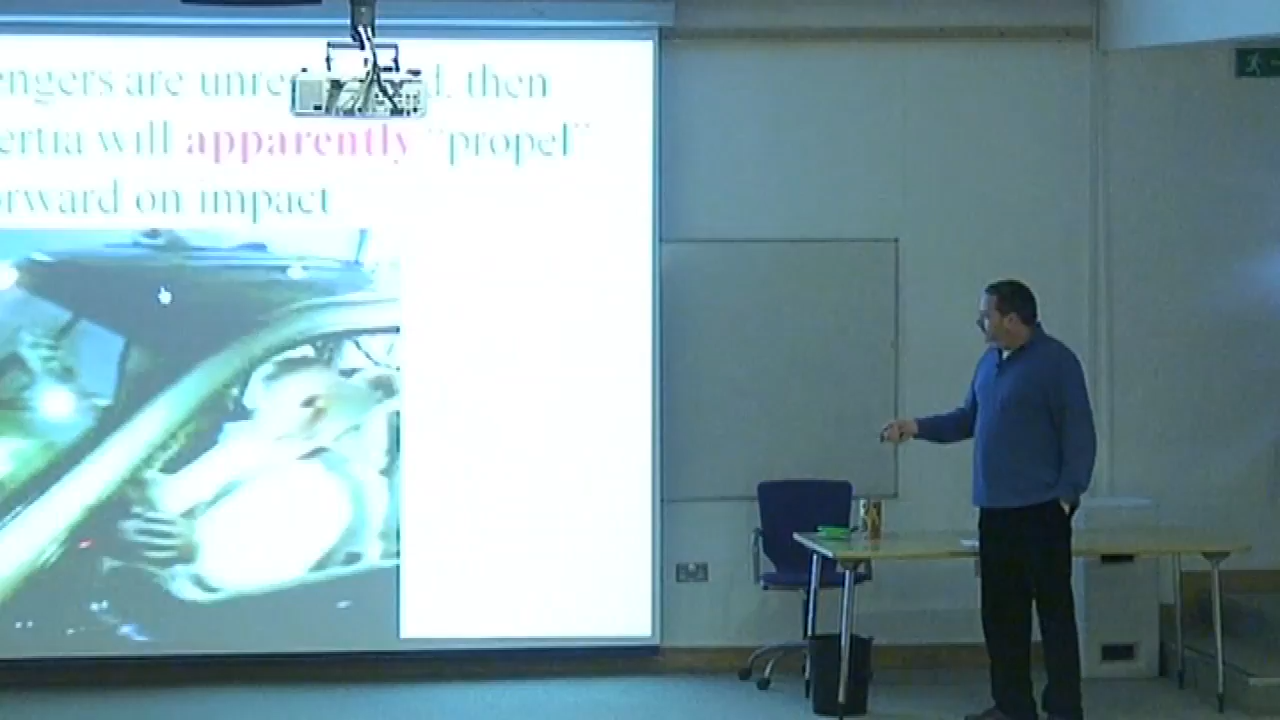 engers are unre d, then
ertia will apparently "propel"
orward on impact